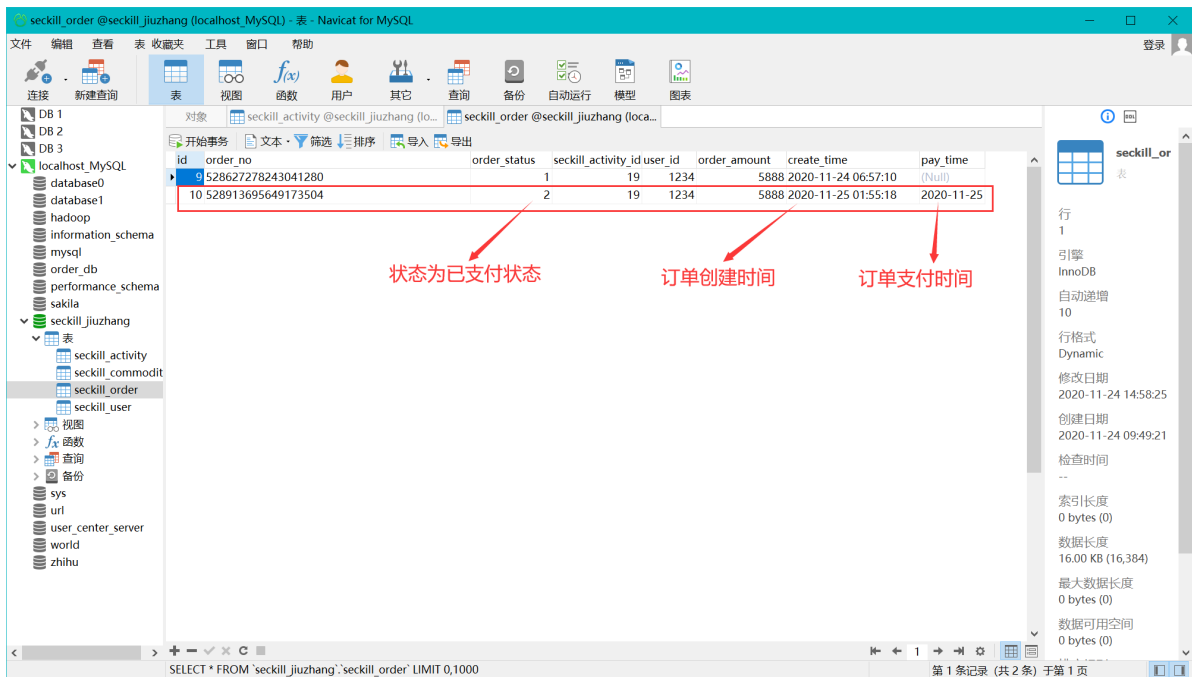 seckill_order @seckill_jiuzhang (localhost_MySQL) - 表 - Navicat for MySQL
文件 编辑 查看 表 收藏夹 工具 窗口 帮助 登录
连接 新建查询 表 视图 函数 用户 其它 查询 备份 自动运行 模型 图表
DB 1
DB 2
DB 3
localhost_MySQL
database0
database1
hadoop
information_schema
mysql
order_db
performance_schema
sakila
seckill_jiuzhang
表
seckill_activity
seckill_commodit
seckill_order
seckill_user
视图
函数
查询
备份
sys
url
user_center_server
world
zhihu
对象 seckill_activity @seckill_jiuzhang (lo... seckill_order @seckill_jiuzhang (loca...
开始事务 文本 筛选 排序 导入 导出
id order_no order_status seckill_activity_id user_id order_amount create_time pay_time
9 528627278243041280 1 19 1234 5888 2020-11-24 06:57:10 (Null)
10 528913695649173504 2 19 1234 5888 2020-11-25 01:55:18 2020-11-25
状态为已支付状态 订单创建时间 订单支付时间
seckill_or
表
行
1
引擎
InnoDB
自动递增
10
行格式
Dynamic
修改日期
2020-11-24 14:58:25
创建日期
2020-11-24 09:49:21
检查时间
--
索引长度
0 bytes (0)
数据长度
16.00 KB (16,384)
最大数据长度
0 bytes (0)
数据可用空间
0 bytes (0)
1
SELECT * FROM `seckill_jiuzhang`.`seckill_order` LIMIT 0,1000 第 1 条记录 (共 2 条) 于第 1 页